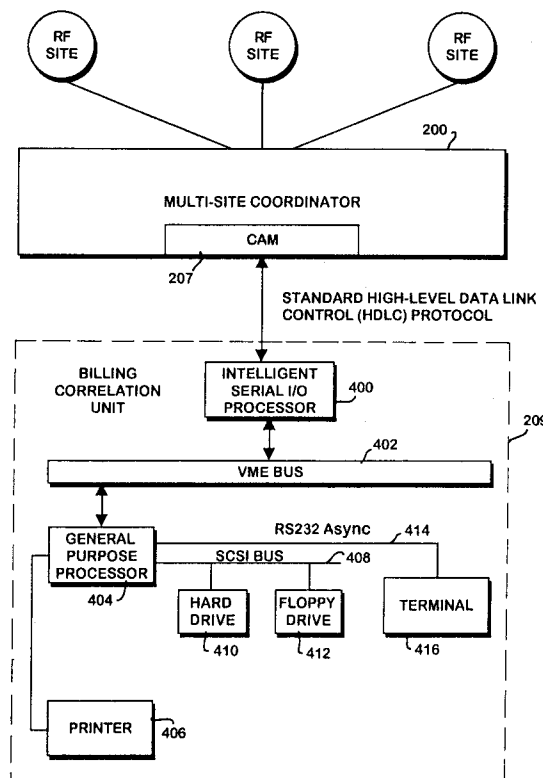 RF
SITE
RF
SITE
RF
SITE
200
MULTI-SITE COORDINATOR
CAM
207
STANDARD HIGH-LEVEL DATA LINK
CONTROL (HDLC) PROTOCOL
BILLING
CORRELATION
UNIT
INTELLIGENT
SERIAL I/O
PROCESSOR
400
209
402
VME BUS
GENERAL
PURPOSE
PROCESSOR
404
RS232 Async
414
SCSI BUS
408
HARD
DRIVE
410
FLOPPY
DRIVE
412
TERMINAL
416
PRINTER
406